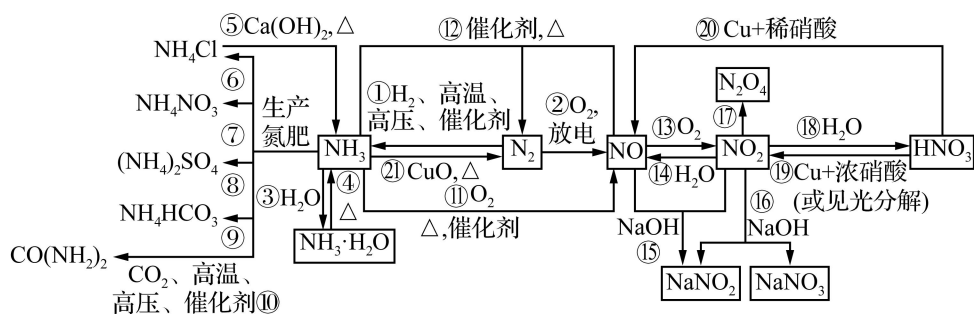 ⑤Ca(OH)₂,△
⑫催化剂,△
⑳Cu+稀硝酸
NH₄Cl
⑥
NH₄NO₃
⑦
生产
氮肥
(NH₄)₂SO₄
⑧
NH₄HCO₃
⑨
CO(NH₂)₂
CO₂、高温、
高压、催化剂⑩
NH₃
①H₂、高温、
高压、催化剂
㉑CuO,△
⑪O₂
△,催化剂
③H₂O
④
△
NH₃·H₂O
N₂
②O₂,
放电
NO
⑬O₂
⑭H₂O
N₂O₄
⑰
NO₂
⑱H₂O
⑲Cu+浓硝酸
(或见光分解)
HNO₃
NaOH
⑮
⑯
NaOH
NaNO₂
NaNO₃